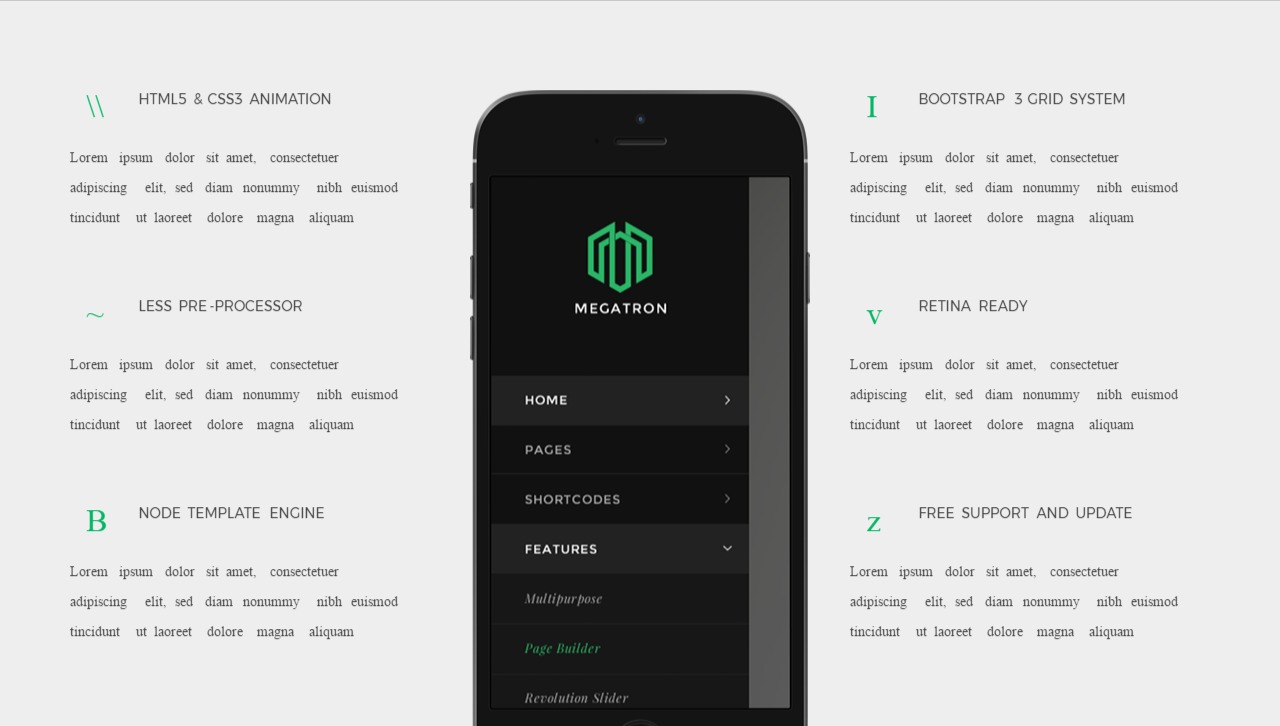 \\ HTML5 & CSS3 ANIMATION
Lorem ipsum dolor sit amet, consectetuer
adipiscing elit, sed diam nonummy nibh euismod
tincidunt ut laoreet dolore magna aliquam
~ LESS PRE-PROCESSOR
Lorem ipsum dolor sit amet, consectetuer
adipiscing elit, sed diam nonummy nibh euismod
tincidunt ut laoreet dolore magna aliquam
B NODE TEMPLATE ENGINE
Lorem ipsum dolor sit amet, consectetuer
adipiscing elit, sed diam nonummy nibh euismod
tincidunt ut laoreet dolore magna aliquam
MEGATRON
HOME
PAGES
SHORTCODES
FEATURES
Multipurpose
Page Builder
Revolution Slider
I BOOTSTRAP 3 GRID SYSTEM
Lorem ipsum dolor sit amet, consectetuer
adipiscing elit, sed diam nonummy nibh euismod
tincidunt ut laoreet dolore magna aliquam
v RETINA READY
Lorem ipsum dolor sit amet, consectetuer
adipiscing elit, sed diam nonummy nibh euismod
tincidunt ut laoreet dolore magna aliquam
z FREE SUPPORT AND UPDATE
Lorem ipsum dolor sit amet, consectetuer
adipiscing elit, sed diam nonummy nibh euismod
tincidunt ut laoreet dolore magna aliquam